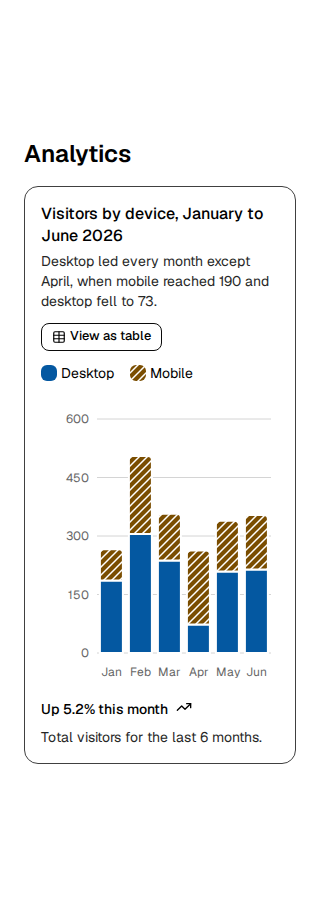 Analytics
Visitors by device, January to
June 2026
Desktop led every month except
April, when mobile reached 190 and
desktop fell to 73.
View as table
Desktop Mobile
600
450
300
150
0
Jan Feb Mar Apr May Jun
Up 5.2% this month
Total visitors for the last 6 months.